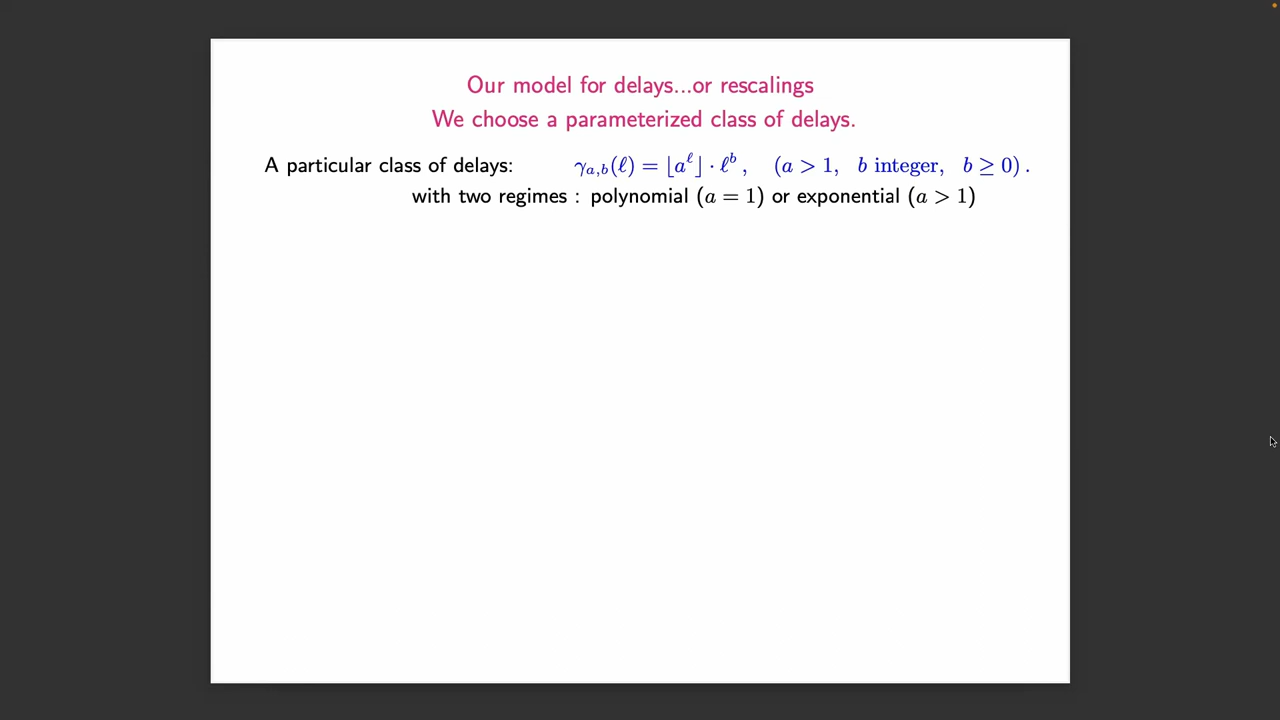 Our model for delays...or rescalings
We choose a parameterized class of delays.
A particular class of delays: γ_{a,b}(ℓ) = ⌊a^ℓ⌋ · ℓ^b , (a > 1, b integer, b ≥ 0) .
with two regimes : polynomial (a = 1) or exponential (a > 1)